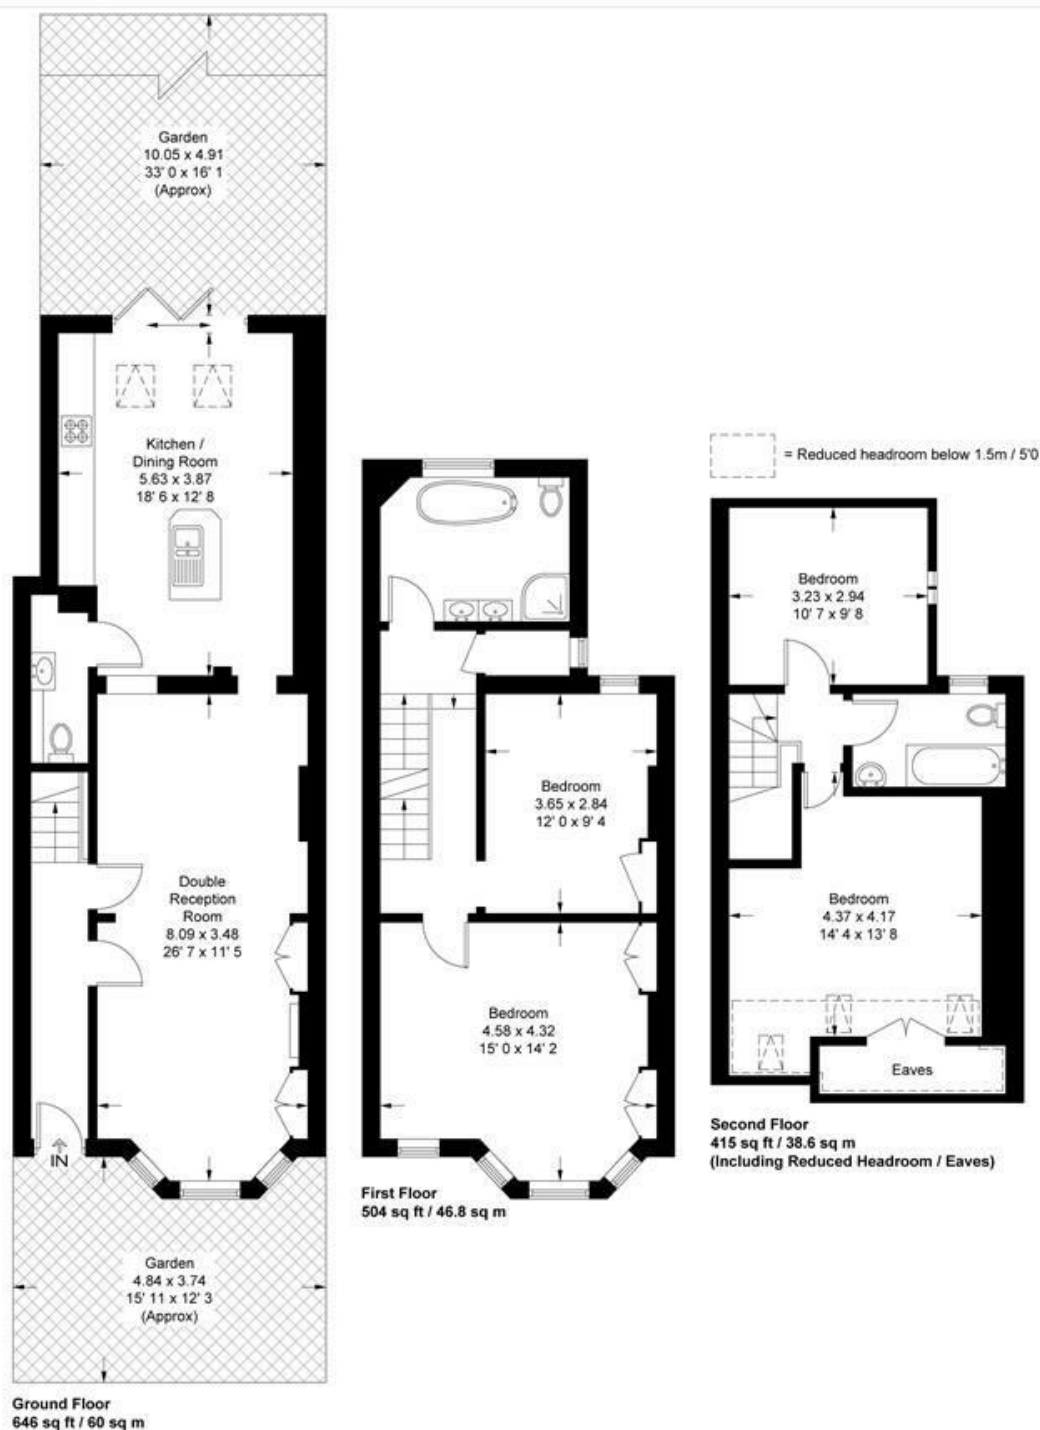 Garden
10.05 x 4.91
33' 0 x 16' 1
(Approx)
Kitchen /
Dining Room
5.63 x 3.87
18' 6 x 12' 8
Double
Reception
Room
8.09 x 3.48
26' 7 x 11' 5
IN
Garden
4.84 x 3.74
15' 11 x 12' 3
(Approx)
Ground Floor
646 sq ft / 60 sq m
Bedroom
3.65 x 2.84
12' 0 x 9' 4
Bedroom
4.58 x 4.32
15' 0 x 14' 2
First Floor
504 sq ft / 46.8 sq m
= Reduced headroom below 1.5m / 5'0
Bedroom
3.23 x 2.94
10' 7 x 9' 8
Bedroom
4.37 x 4.17
14' 4 x 13' 8
Eaves
Second Floor
415 sq ft / 38.6 sq m
(Including Reduced Headroom / Eaves)